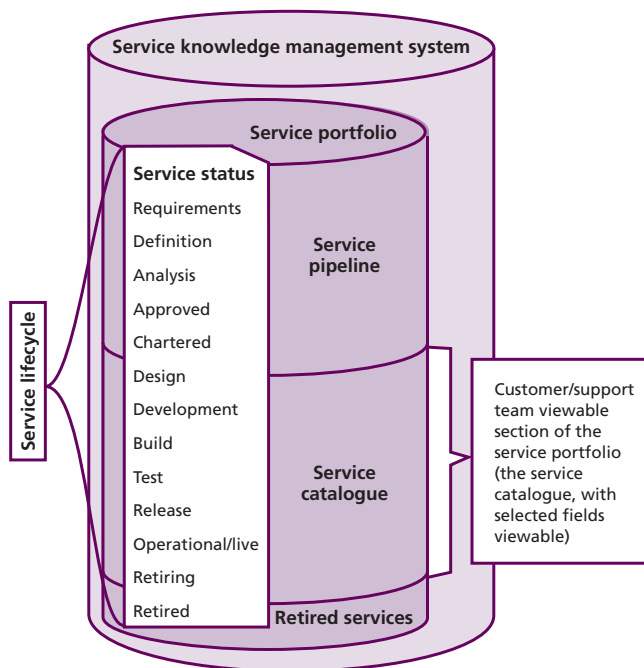 Service knowledge management system
Service portfolio
Service status
Requirements
Definition
Analysis
Approved
Chartered
Design
Development
Build
Test
Release
Operational/live
Retiring
Retired
Service
pipeline
Service
catalogue
Retired services
Service lifecycle
Customer/support
team viewable
section of the
service portfolio
(the service
catalogue, with
selected fields
viewable)